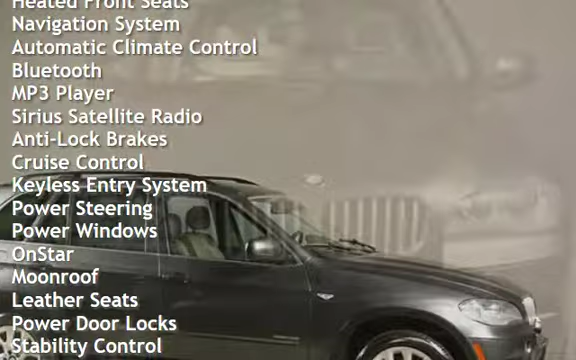 Heated Front Seats
Navigation System
Automatic Climate Control
Bluetooth
MP3 Player
Sirius Satellite Radio
Anti-Lock Brakes
Cruise Control
Keyless Entry System
Power Steering
Power Windows
OnStar
Moonroof
Leather Seats
Power Door Locks
Stability Control